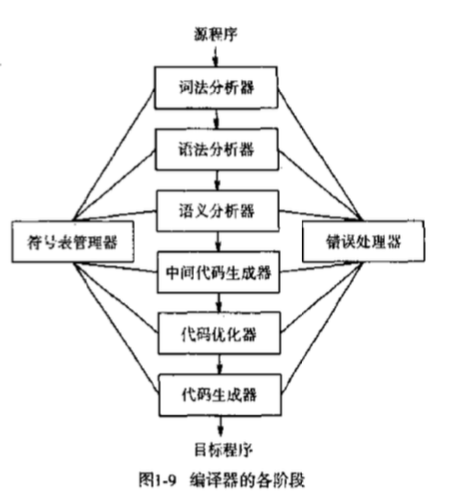 源程序
词法分析器
语法分析器
语义分析器
符号表管理器
错误处理器
中间代码生成器
代码优化器
代码生成器
目标程序
图1-9 编译器的各阶段